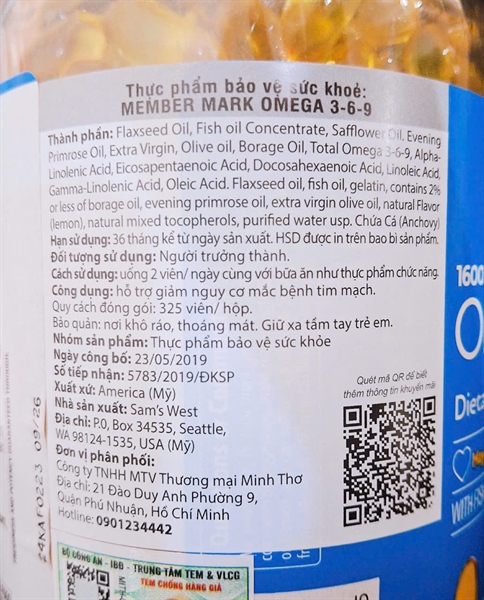 Thực phẩm bảo vệ sức khoẻ:
MEMBER MARK OMEGA 3-6-9
Thành phần: Flaxseed Oil, Fish oil Concentrate, Safflower Oil, Evening
Primrose Oil, Extra Virgin, Olive oil, Borage Oil, Total Omega 3-6-9, Alpha-
Linolenic Acid, Eicosapentaenoic Acid, Docosahexaenoic Acid, Linoleic Acid,
Gamma-Linolenic Acid, Oleic Acid. Flaxseed oil, fish oil, gelatin, contains 2%
or less of borage oil, evening primrose oil, extra virgin olive oil, natural Flavor
(lemon), natural mixed tocopherols, purified water usp. Chứa Cá (Anchovy)
Hạn sử dụng: 36 tháng kể từ ngày sản xuất. HSD được in trên bao bì sản phẩm.
Đối tượng sử dụng: Người trưởng thành.
Cách sử dụng: uống 2 viên/ ngày cùng với bữa ăn như thực phẩm chức năng.
Công dụng: hỗ trợ giảm nguy cơ mắc bệnh tim mạch.
Quy cách đóng gói: 325 viên/ hộp.
Bảo quản: nơi khô ráo, thoáng mát. Giữ xa tầm tay trẻ em.
Nhóm sản phẩm: Thực phẩm bảo vệ sức khỏe
Ngày công bố: 23/05/2019
Số tiếp nhận: 5783/2019/ĐKSP
Xuất xứ: America (Mỹ)
Nhà sản xuất: Sam's West
Địa chỉ: P.O, Box 34535, Seattle,
WA 98124-1535, USA (Mỹ)
Đơn vị phân phối:
Công ty TNHH MTV Thương mại Minh Thơ
Địa chỉ: 21 Đào Duy Anh Phường 9,
Quận Phú Nhuận, Hồ Chí Minh
Hotline: 0901234442
Quét mã QR để biết
thêm thông tin khuyến mãi
24KAF0223 09/26
BỘ CÔNG AN - IBB - TRUNG TÂM TEM & VLCG
TEM CHỐNG HÀNG GIẢ
1600
O
Dieta
WITH FISH